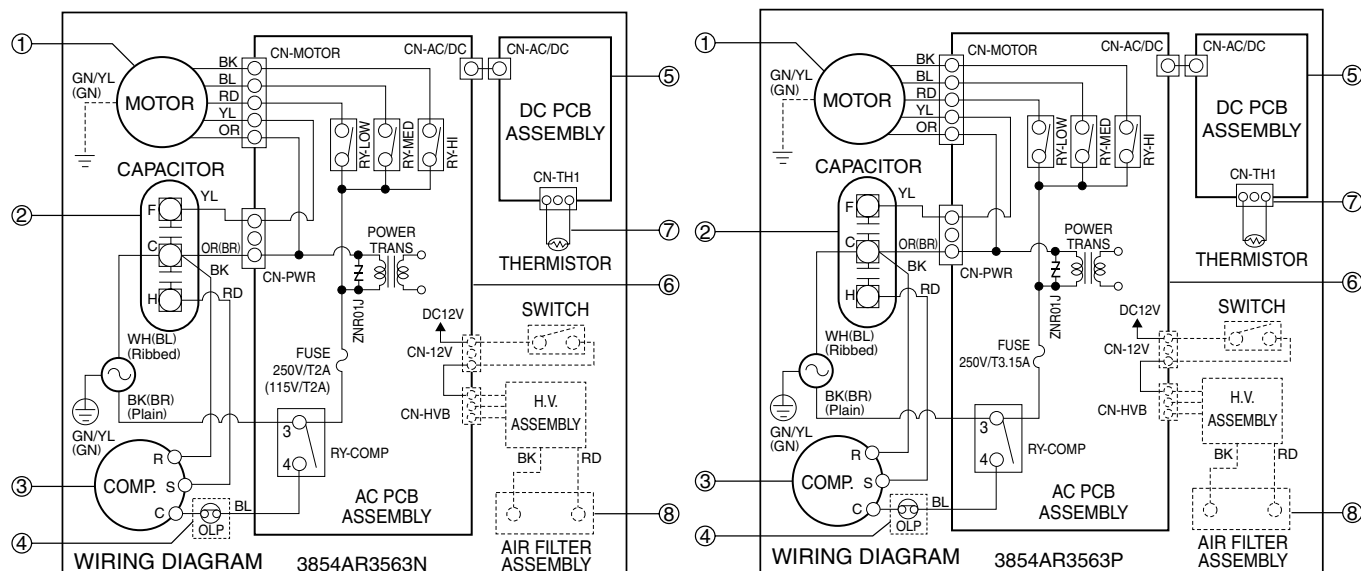 1
GN/YL
(GN)
MOTOR
BK
BL
RD
YL
OR
CN-MOTOR
CN-AC/DC
CN-AC/DC
5
DC PCB
ASSEMBLY
RY-LOW
RY-MED
RY-HI
CAPACITOR
2
F
C
H
YL
OR(BR)
BK
RD
CN-PWR
POWER
TRANS
ZNR01J
CN-TH1
7
THERMISTOR
6
WH(BL)
(Ribbed)
BK(BR)
(Plain)
GN/YL
(GN)
FUSE
250V/T2A
(115V/T2A)
DC12V
CN-12V
SWITCH
CN-HVB
H.V.
ASSEMBLY
BK
RD
3
4
RY-COMP
3
COMP.
R
S
C
4
OLP
BL
AC PCB
ASSEMBLY
8
AIR FILTER
ASSEMBLY
WIRING DIAGRAM
3854AR3563N
1
GN/YL
(GN)
MOTOR
BK
BL
RD
YL
OR
CN-MOTOR
CN-AC/DC
CN-AC/DC
5
DC PCB
ASSEMBLY
RY-LOW
RY-MED
RY-HI
CAPACITOR
2
F
C
H
YL
OR(BR)
BK
RD
CN-PWR
POWER
TRANS
ZNR01J
CN-TH1
7
THERMISTOR
6
WH(BL)
(Ribbed)
BK(BR)
(Plain)
GN/YL
(GN)
FUSE
250V/T3.15A
DC12V
CN-12V
SWITCH
CN-HVB
H.V.
ASSEMBLY
BK
RD
3
4
RY-COMP
3
COMP.
R
S
C
4
OLP
BL
AC PCB
ASSEMBLY
8
AIR FILTER
ASSEMBLY
WIRING DIAGRAM
3854AR3563P